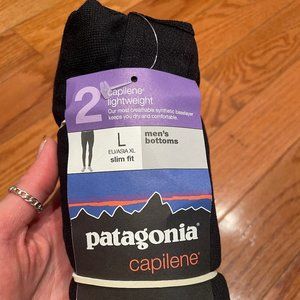 2
capilene®
lightweight
Our most breathable synthetic baselayer
keeps you dry and comfortable.
L
EU/ASIA XL
slim fit
men's
bottoms
patagonia®
capilene®